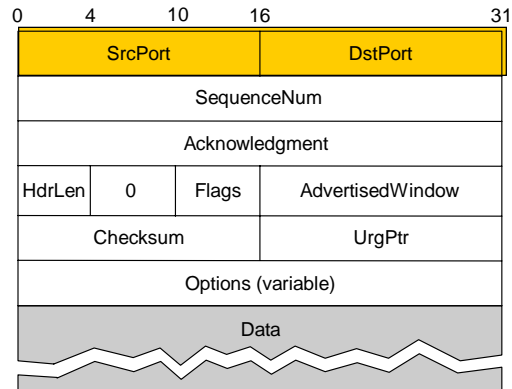 0 4 10 16 31
SrcPort DstPort
SequenceNum
Acknowledgment
HdrLen 0 Flags AdvertisedWindow
Checksum UrgPtr
Options (variable)
Data